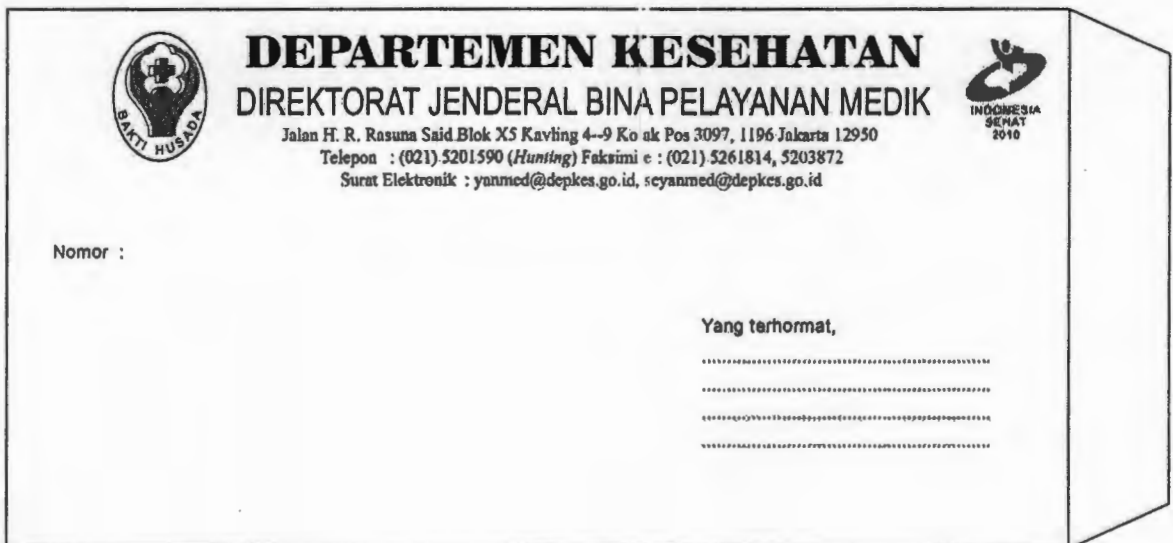 DEPARTEMEN KESEHATAN
DIREKTORAT JENDERAL BINA PELAYANAN MEDIK
Jalan H. R. Rasuna Said Blok X5 Kavling 4--9 Ko ak Pos 3097, 1196 Jakarta 12950
Telepon : (021) 5201590 (Hunting) Faksimi e : (021) 5261814, 5203872
Surat Elektronik : yanmed@depkes.go.id, seyanmed@depkes.go.id
BAKTI HUSADA
INDONESIA
SEHAT
2010
Nomor :
Yang terhormat,